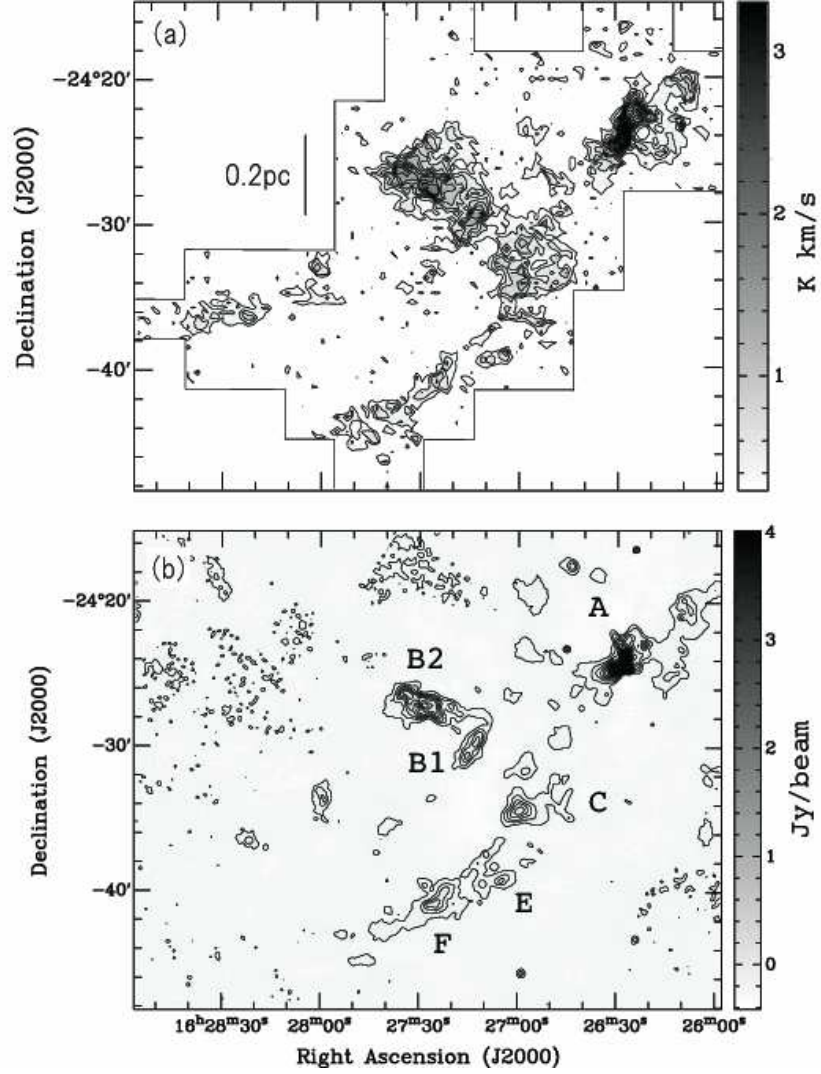 (a)
−24°20′
−30′
−40′
Declination (J2000)
0.2pc
3
2
1
K km/s
(b)
−24°20′
−30′
−40′
Declination (J2000)
A
B2
B1
C
E
F
4
3
2
1
0
Jy/beam
16ʰ28ᵐ30ˢ 28ᵐ00ˢ 27ᵐ30ˢ 27ᵐ00ˢ 26ᵐ30ˢ 26ᵐ00ˢ
Right Ascension (J2000)